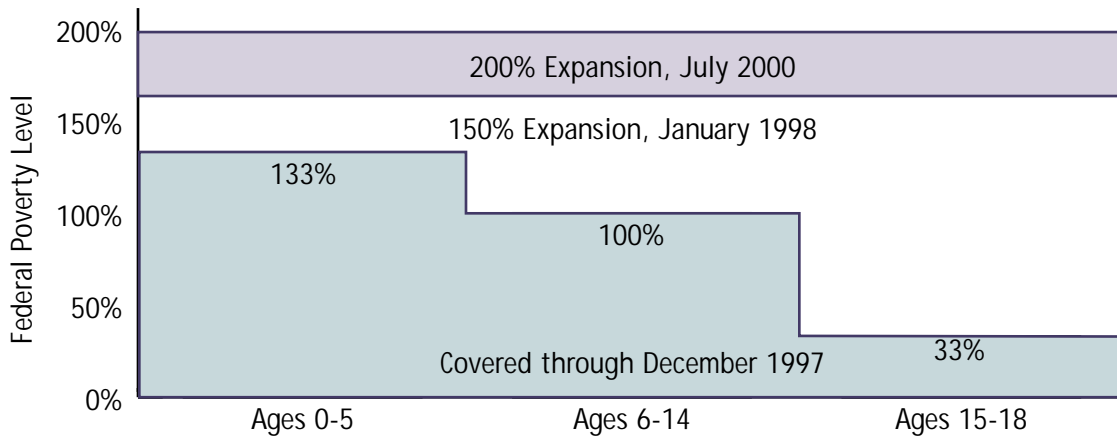 Federal Poverty Level
200%
200% Expansion, July 2000
150%
150% Expansion, January 1998
133%
100%
100%
50%
Covered through December 1997
33%
0%
Ages 0-5
Ages 6-14
Ages 15-18